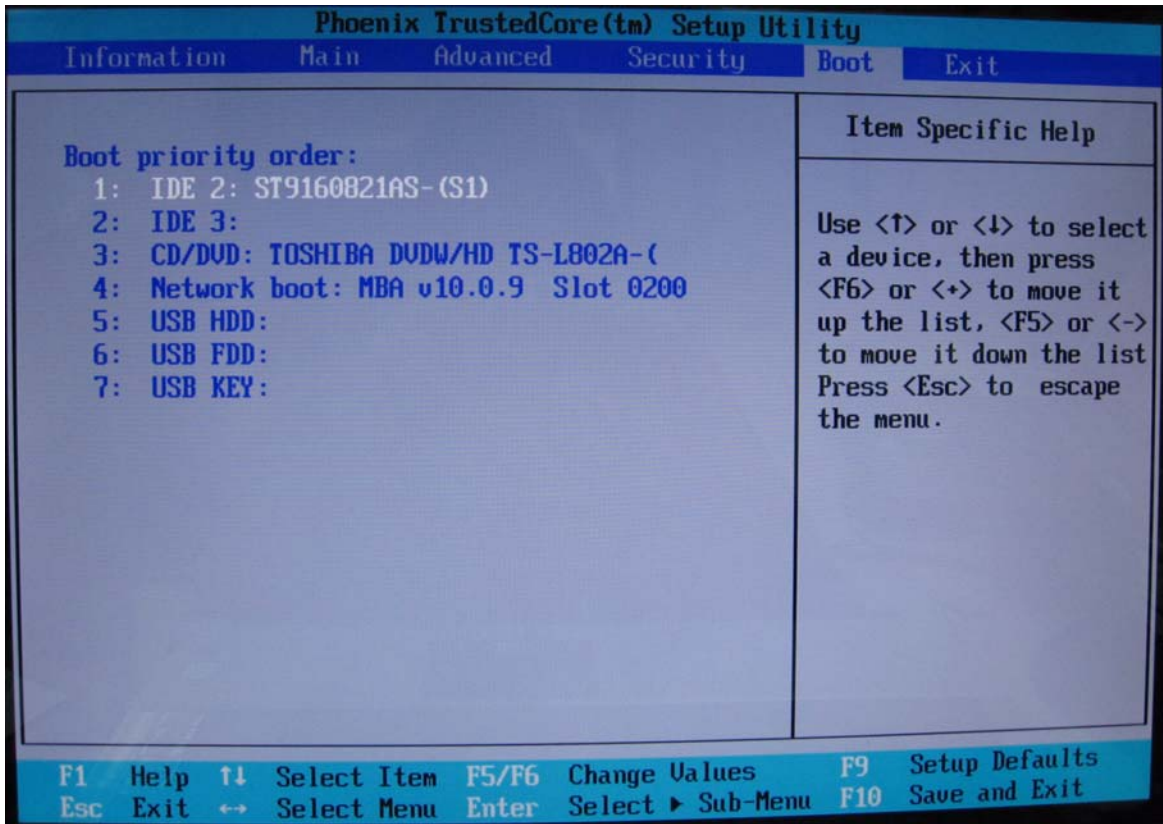 Phoenix TrustedCore(tm) Setup Utility
Information Main Advanced Security Boot Exit
Boot priority order:
1: IDE 2: ST9160821AS-(S1)
2: IDE 3:
3: CD/DVD: TOSHIBA DVDW/HD TS-L802A-(
4: Network boot: MBA v10.0.9 Slot 0200
5: USB HDD:
6: USB FDD:
7: USB KEY:
Item Specific Help
Use <↑> or <↓> to select
a device, then press
<F6> or <+> to move it
up the list, <F5> or <->
to move it down the list
Press <Esc> to escape
the menu.
F1 Help ↑↓ Select Item F5/F6 Change Values F9 Setup Defaults
Esc Exit ↔ Select Menu Enter Select ▶ Sub-Menu F10 Save and Exit